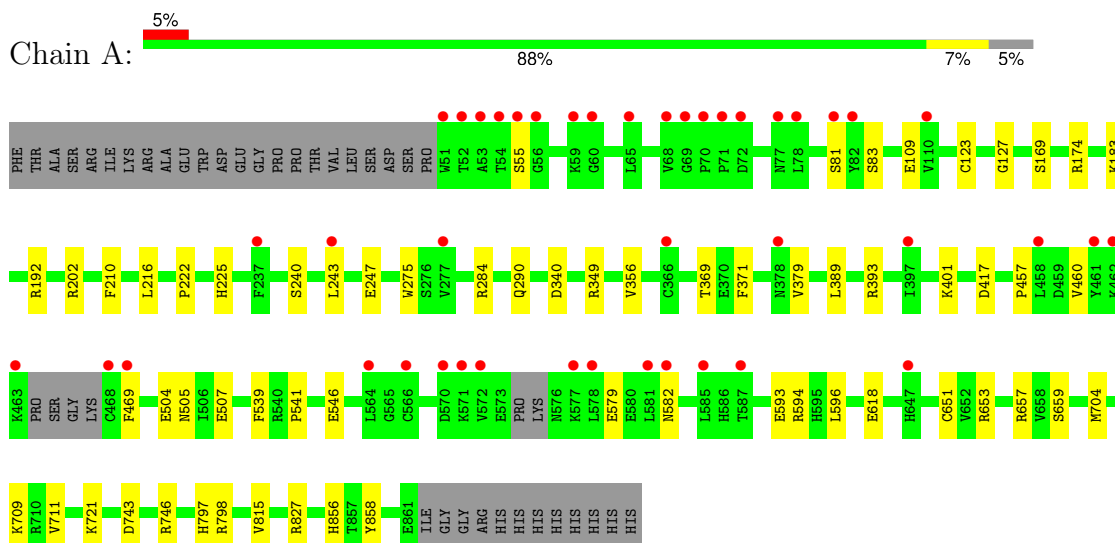 5%
Chain A:
88% 7% 5%
PHE THR ALA SER ARG ILE LYS ARG ALA GLU TRP ASP GLU GLY PRO PRO THR VAL LEU SER ASP SER PRO W51 T52 A53 T54 S55 G56 K59 G60 L65 V68 G69 P70 P71 D72 N77 L78 S81 Y82 S83 E109 V110 C123 G127 S169 R174 K183
R192 R202 F210 L216 P222 H225 F237 S240 L243 E247 W275 S276 V277 R284 Q290 D340 R349 V356 C366 T369 E370 F371 N378 V379 L389 R393 I397 K401 D417 P457 L458 D459 V460 Y461 K462
K463 PRO SER GLY LYS C468 F469 E504 N505 I506 E507 F539 R540 P541 E546 L564 G565 C566 D570 K571 V572 E573 PRO LYS N576 K577 L578 E579 E580 L581 N582 L585 H586 T587 E593 R594 H595 L596 E618 H647 C651 V652 R653 R657 V658 S659 M704
K709 R710 V711 K721 D743 R746 H797 R798 V815 R827 H856 T857 Y858 E861 ILE GLY GLY ARG HIS HIS HIS HIS HIS HIS HIS